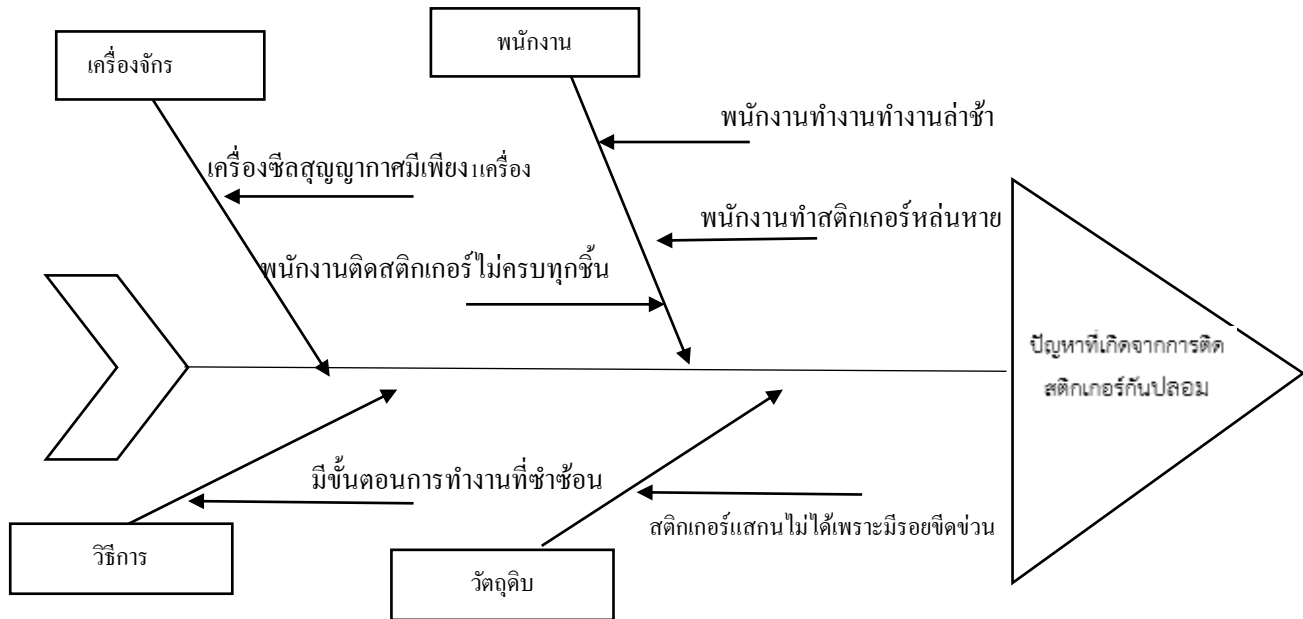 พนักงาน
เครื่องจักร
พนักงานทำงานทำงานล่าช้า
เครื่องซีลสุญญากาศมีเพียง1เครื่อง
พนักงานทำสติกเกอร์หล่นหาย
พนักงานติดสติกเกอร์ไม่ครบทุกชิ้น
ปัญหาที่เกิดจากการติด
สติกเกอร์กันปลอม
มีขั้นตอนการทำงานที่ซำซ้อน
สติกเกอร์แสกนไม่ได้เพราะมีรอยขีดข่วน
วิธีการ
วัตถุดิบ